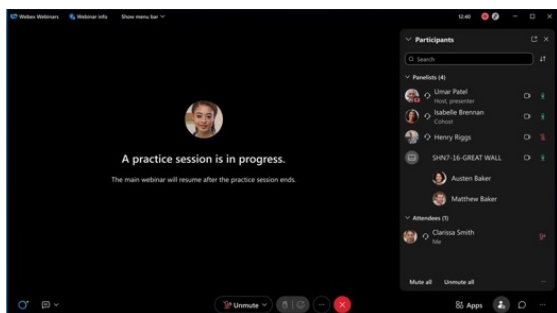 Webex Webinars Webinar info Show menu bar 12:40
Participants
Search
Panelists (4)
Umar Patel
Host, presenter
Isabelle Brennan
Cohost
Henry Riggs
SHN7-16-GREAT WALL
Austen Baker
Matthew Baker
Attendees (1)
Clarissa Smith
Me
A practice session is in progress.
The main webinar will resume after the practice session ends.
Mute all Unmute all
Unmute
Apps